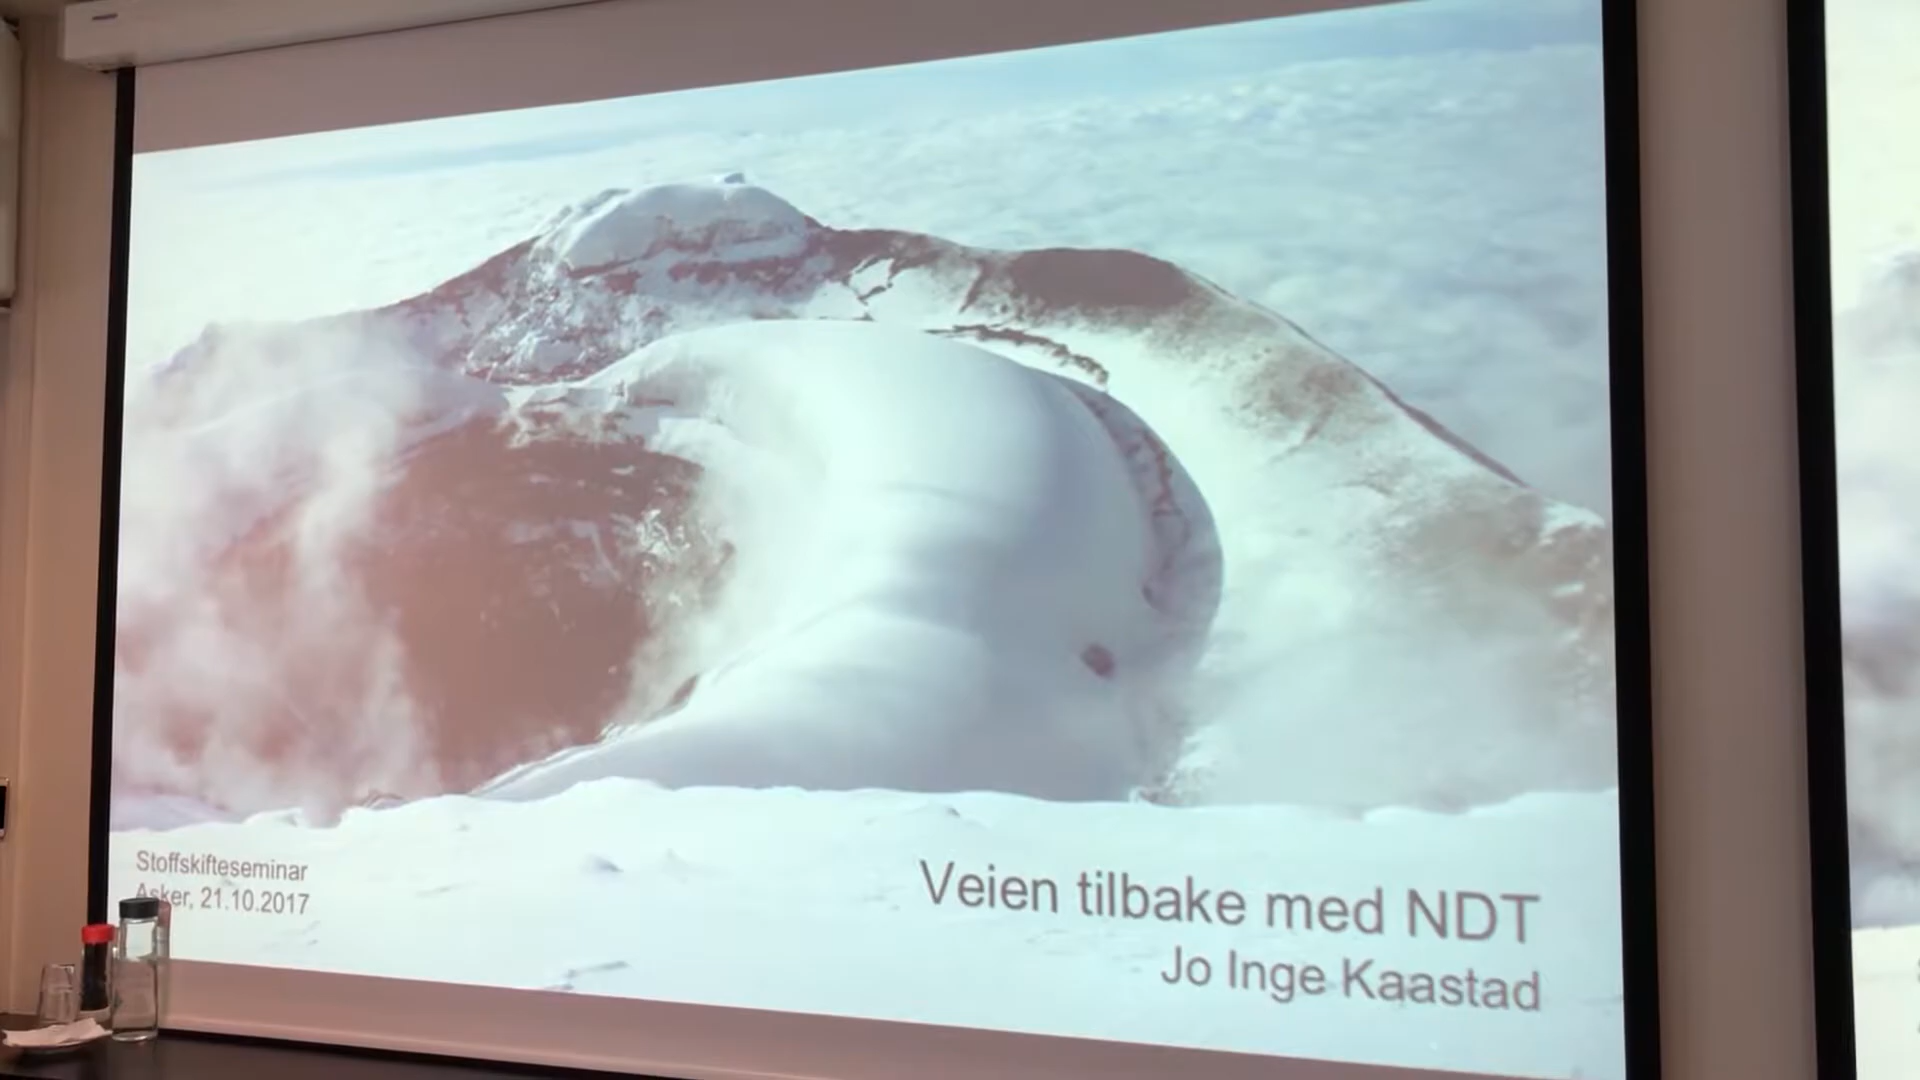 Stoffskifteseminar
Asker, 21.10.2017
Veien tilbake med NDT
Jo Inge Kaastad